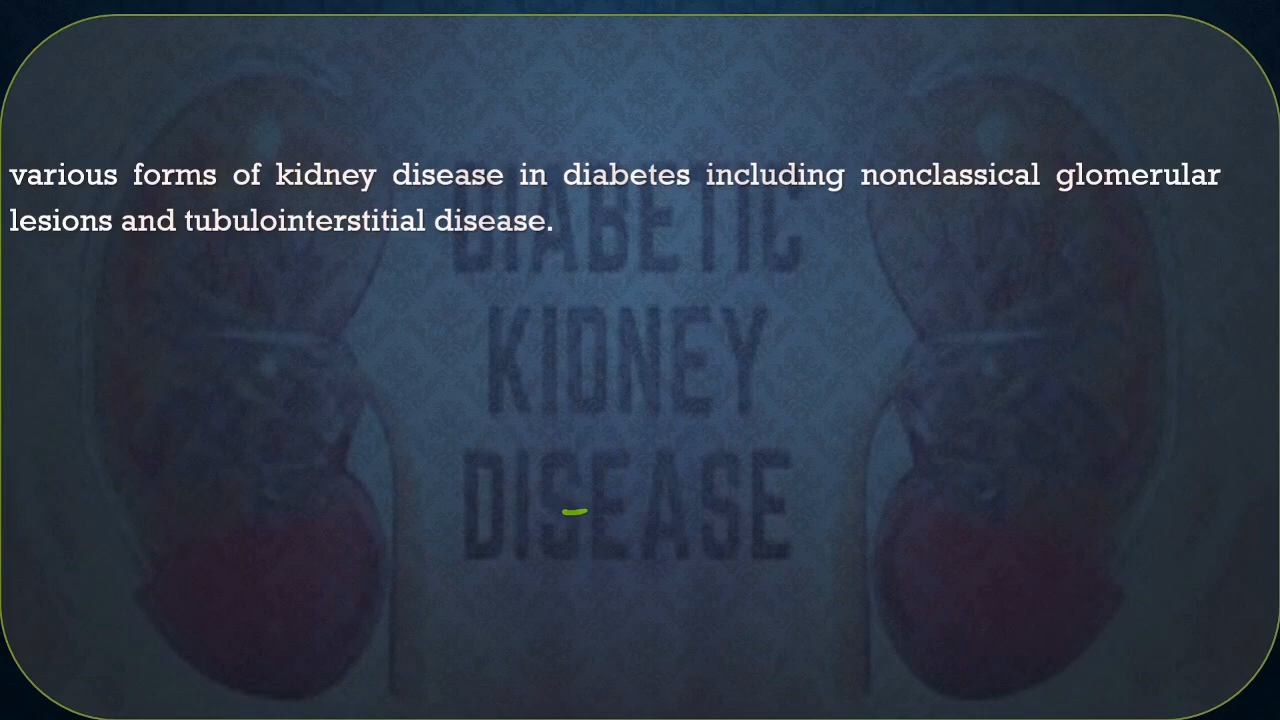 various forms of kidney disease in diabetes including nonclassical glomerular
lesions and tubulointerstitial disease.
DIABETIC
KIDNEY
DISEASE